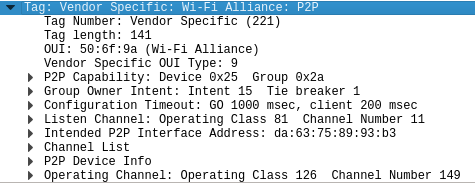 Tag: Vendor Specific: Wi-Fi Alliance: P2P
Tag Number: Vendor Specific (221)
Tag length: 141
OUI: 50:6f:9a (Wi-Fi Alliance)
Vendor Specific OUI Type: 9
P2P Capability: Device 0x25  Group 0x2a
Group Owner Intent: Intent 15  Tie breaker 1
Configuration Timeout: GO 1000 msec, client 200 msec
Listen Channel: Operating Class 81  Channel Number 11
Intended P2P Interface Address: da:63:75:89:93:b3
Channel List
P2P Device Info
Operating Channel: Operating Class 126  Channel Number 149